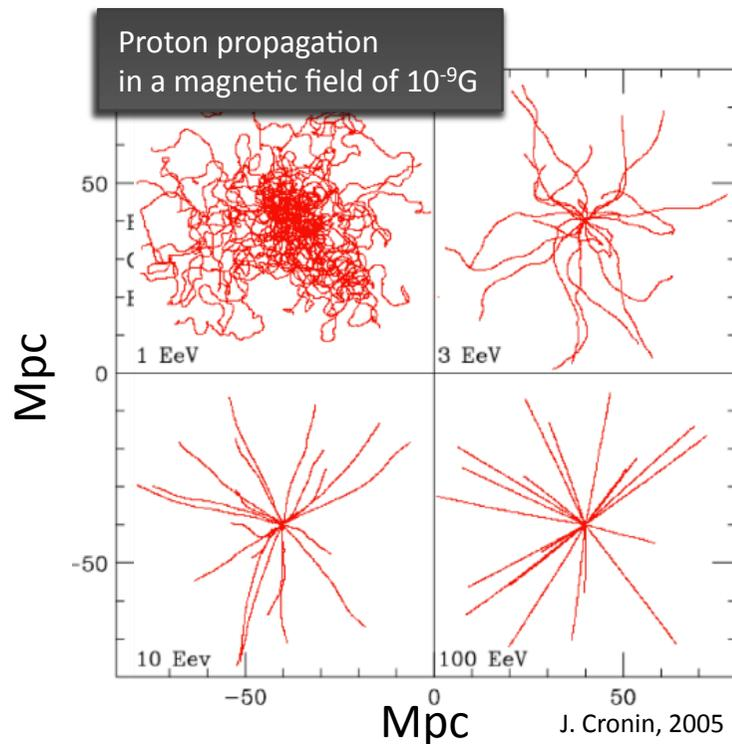 Proton propagation
in a magnetic field of 10⁻⁹G
50
1 EeV
3 EeV
0
Mpc
-50
10 Eev
100 EeV
-50
0
50
Mpc
J. Cronin, 2005